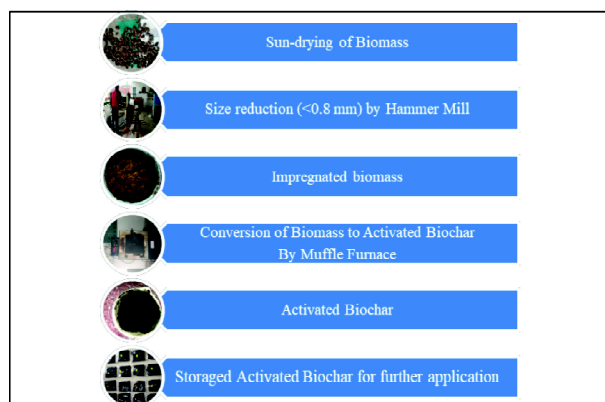 Sun-drying of Biomass
Size reduction (<0.8 mm) by Hammer Mill
Impregnated biomass
Conversion of Biomass to Activated Biochar
By Muffle Furnace
Activated Biochar
Storaged Activated Biochar for further application